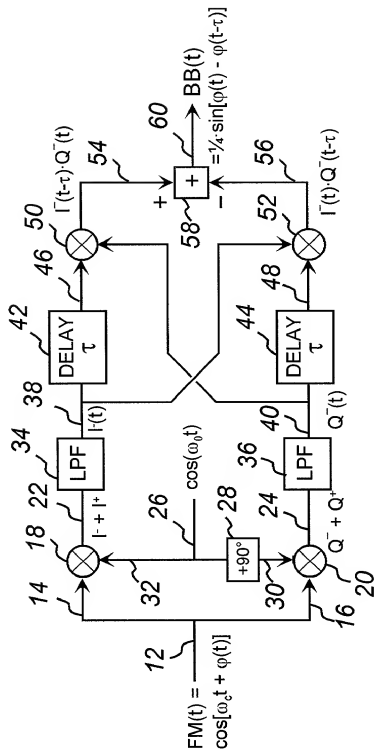 FM(t) =
cos[ω_c t + φ(t)]
12
14
16
18
20
+90°
32
30
28
26
cos(ω₀t)
22
I⁻ + I⁺
24
Q⁻ + Q⁺
34
LPF
36
LPF
38
I⁻(t)
40
Q⁻(t)
42
DELAY
τ
44
DELAY
τ
46
48
50
52
I⁻(t-τ)·Q⁻(t)
54
56
I⁻(t)·Q⁻(t-τ)
+
+
−
58
60
BB(t)
=¼·sin[φ(t) - φ(t-τ)]